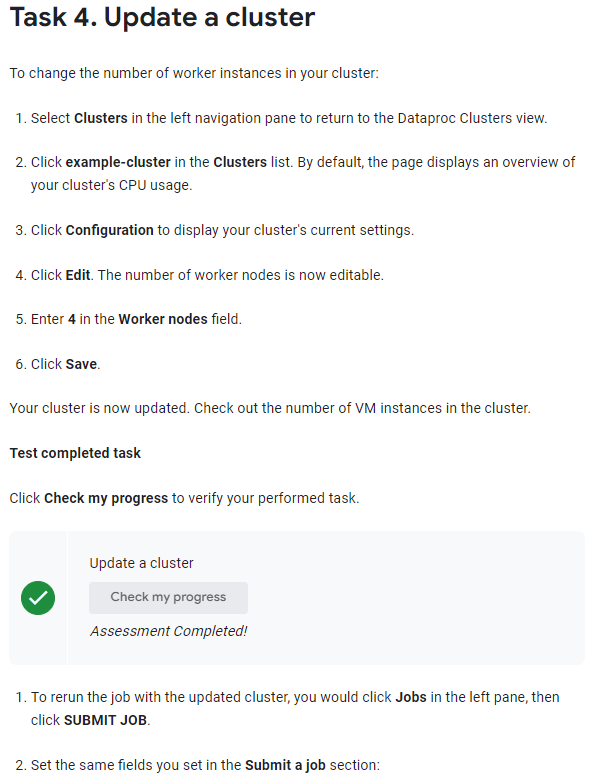 Task 4. Update a cluster
To change the number of worker instances in your cluster:
1. Select Clusters in the left navigation pane to return to the Dataproc Clusters view.
2. Click example-cluster in the Clusters list. By default, the page displays an overview of
your cluster's CPU usage.
3. Click Configuration to display your cluster's current settings.
4. Click Edit. The number of worker nodes is now editable.
5. Enter 4 in the Worker nodes field.
6. Click Save.
Your cluster is now updated. Check out the number of VM instances in the cluster.
Test completed task
Click Check my progress to verify your performed task.
Update a cluster
Check my progress
Assessment Completed!
1. To rerun the job with the updated cluster, you would click Jobs in the left pane, then
click SUBMIT JOB.
2. Set the same fields you set in the Submit a job section: